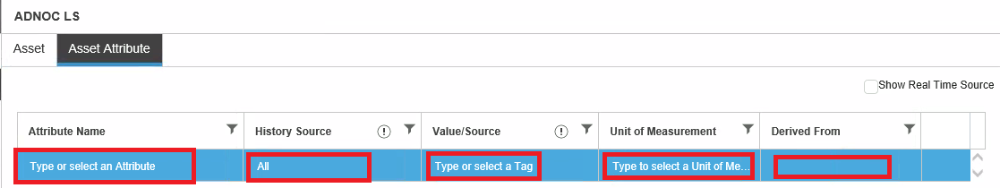 ADNOC LS
Asset Asset Attribute
Show Real Time Source
Attribute Name History Source Value/Source Unit of Measurement Derived From
Type or select an Attribute All Type or select a Tag Type to select a Unit of Me...